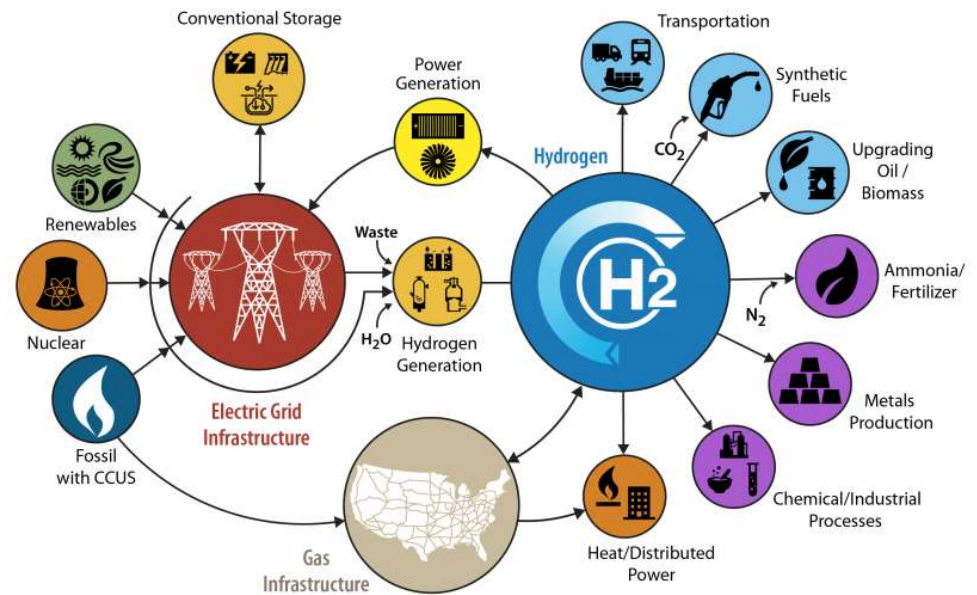 Conventional Storage
Transportation
Power
Generation
Synthetic
Fuels
CO2
Hydrogen
Upgrading
Oil /
Biomass
Renewables
Waste
H2
Ammonia/
Fertilizer
N2
Nuclear
H2O
Hydrogen
Generation
Electric Grid
Infrastructure
Metals
Production
Fossil
with CCUS
Chemical/Industrial
Processes
Gas
Infrastructure
Heat/Distributed
Power